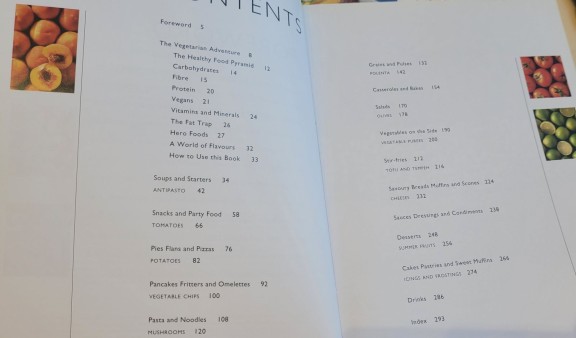 CONTENTS
Foreword 5
The Vegetarian Adventure 8
The Healthy Food Pyramid 12
Carbohydrates 14
Fibre 15
Protein 20
Vegans 21
Vitamins and Minerals 24
The Fat Trap 26
Hero Foods 27
A World of Flavours 32
How to Use this Book 33
Soups and Starters 34
ANTIPASTO 42
Snacks and Party Food 58
TOMATOES 66
Pies Flans and Pizzas 76
POTATOES 82
Pancakes Fritters and Omelettes 92
VEGETABLE CHIPS 100
Pasta and Noodles 108
MUSHROOMS 120
Grains and Pulses 132
POLENTA 142
Casseroles and Bakes 154
Salads 170
OLIVES 178
Vegetables on the Side 190
VEGETABLE PUREES 200
Stir-fries 212
TOFU AND TEMPEH 216
Savoury Breads Muffins and Scones 224
CHEESES 232
Sauces Dressings and Condiments 238
Desserts 248
SUMMER FRUITS 256
Cakes Pastries and Sweet Muffins 266
ICINGS AND FROSTINGS 274
Drinks 286
Index 293